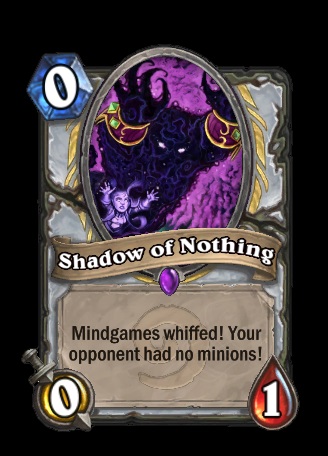 0
Shadow of Nothing
Mindgames whiffed! Your
opponent had no minions!
0
1